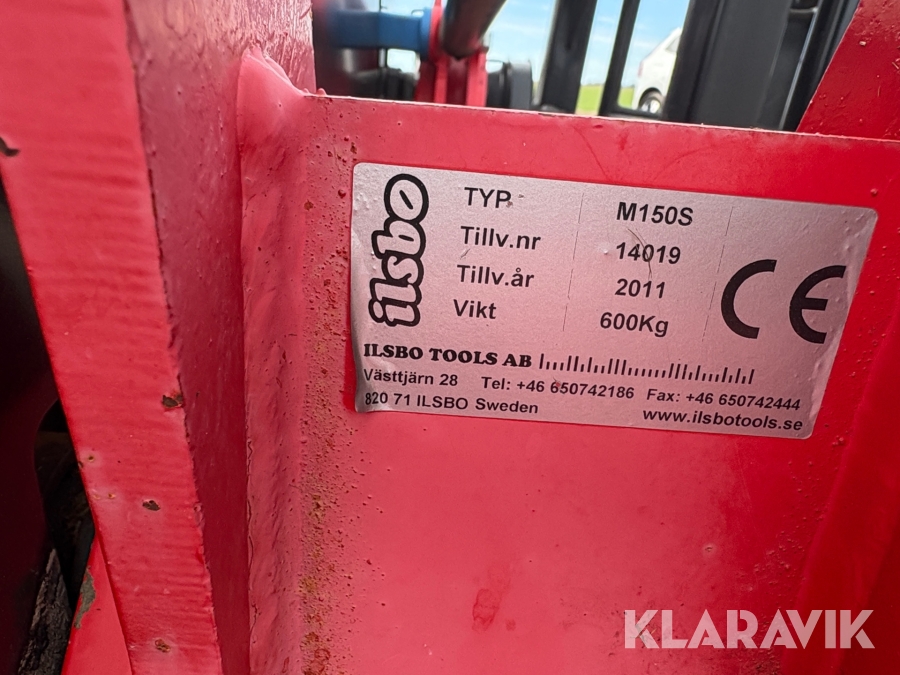 ilsbo
TYP M150S
Tillv.nr 14019
Tillv.år 2011
Vikt 600Kg
CE
ILSBO TOOLS AB
Västtjärn 28 Tel: +46 650742186 Fax: +46 650742444
820 71 ILSBO Sweden www.ilsbotools.se
KLARAVIK